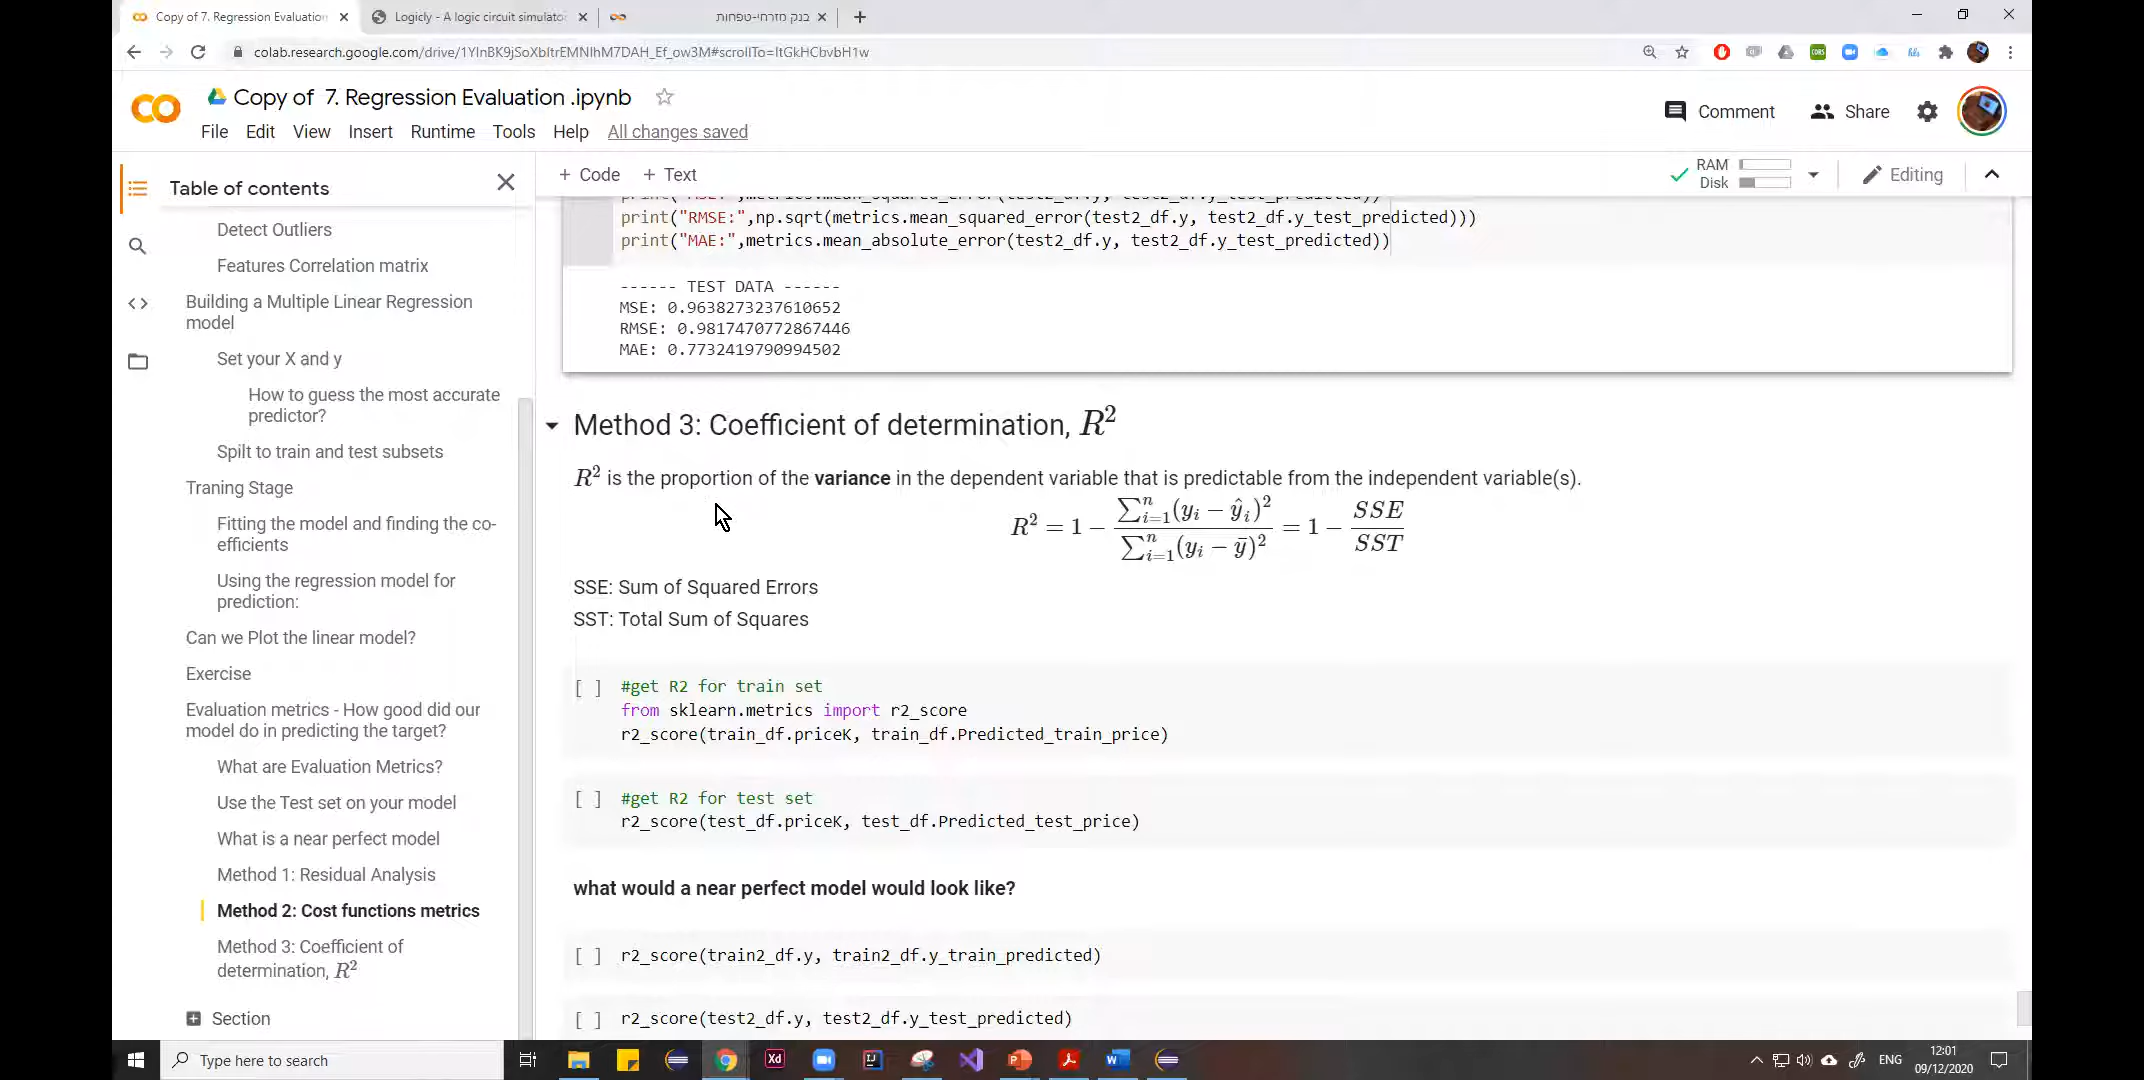 Copy of 7. Regression Evaluation
Logicly - A logic circuit simulato
בנק מזרחי-טפחות
colab.research.google.com/drive/1YlnBK9jSoXbltrEMNlhM7DAH_Ef_ow3M#scrollTo=ltGkHCbvbH1w
CO
Copy of 7. Regression Evaluation .ipynb
Comment
Share
File Edit View Insert Runtime Tools Help All changes saved
Table of contents
+ Code + Text
RAM
Disk
Editing
Detect Outliers
Features Correlation matrix
Building a Multiple Linear Regression
model
Set your X and y
How to guess the most accurate
predictor?
Spilt to train and test subsets
Traning Stage
Fitting the model and finding the co-
efficients
Using the regression model for
prediction:
Can we Plot the linear model?
Exercise
Evaluation metrics - How good did our
model do in predicting the target?
What are Evaluation Metrics?
Use the Test set on your model
What is a near perfect model
Method 1: Residual Analysis
Method 2: Cost functions metrics
Method 3: Coefficient of
determination, R²
Section
print("MSE:",metrics.mean_squared_error(test2_df.y, test2_df.y_test_predicted))
print("RMSE:",np.sqrt(metrics.mean_squared_error(test2_df.y, test2_df.y_test_predicted)))
print("MAE:",metrics.mean_absolute_error(test2_df.y, test2_df.y_test_predicted))
------ TEST DATA ------
MSE: 0.9638273237610652
RMSE: 0.9817470772867446
MAE: 0.7732419790994502
Method 3: Coefficient of determination, R²
R² is the proportion of the variance in the dependent variable that is predictable from the independent variable(s).
R² = 1 − ∑ⁿᵢ₌₁(yᵢ − ŷᵢ)² / ∑ⁿᵢ₌₁(yᵢ − ȳ)² = 1 − SSE / SST
SSE: Sum of Squared Errors
SST: Total Sum of Squares
[ ] #get R2 for train set
from sklearn.metrics import r2_score
r2_score(train_df.priceK, train_df.Predicted_train_price)
[ ] #get R2 for test set
r2_score(test_df.priceK, test_df.Predicted_test_price)
what would a near perfect model would look like?
[ ] r2_score(train2_df.y, train2_df.y_train_predicted)
[ ] r2_score(test2_df.y, test2_df.y_test_predicted)
Type here to search
Xd
ENG
12:01
09/12/2020